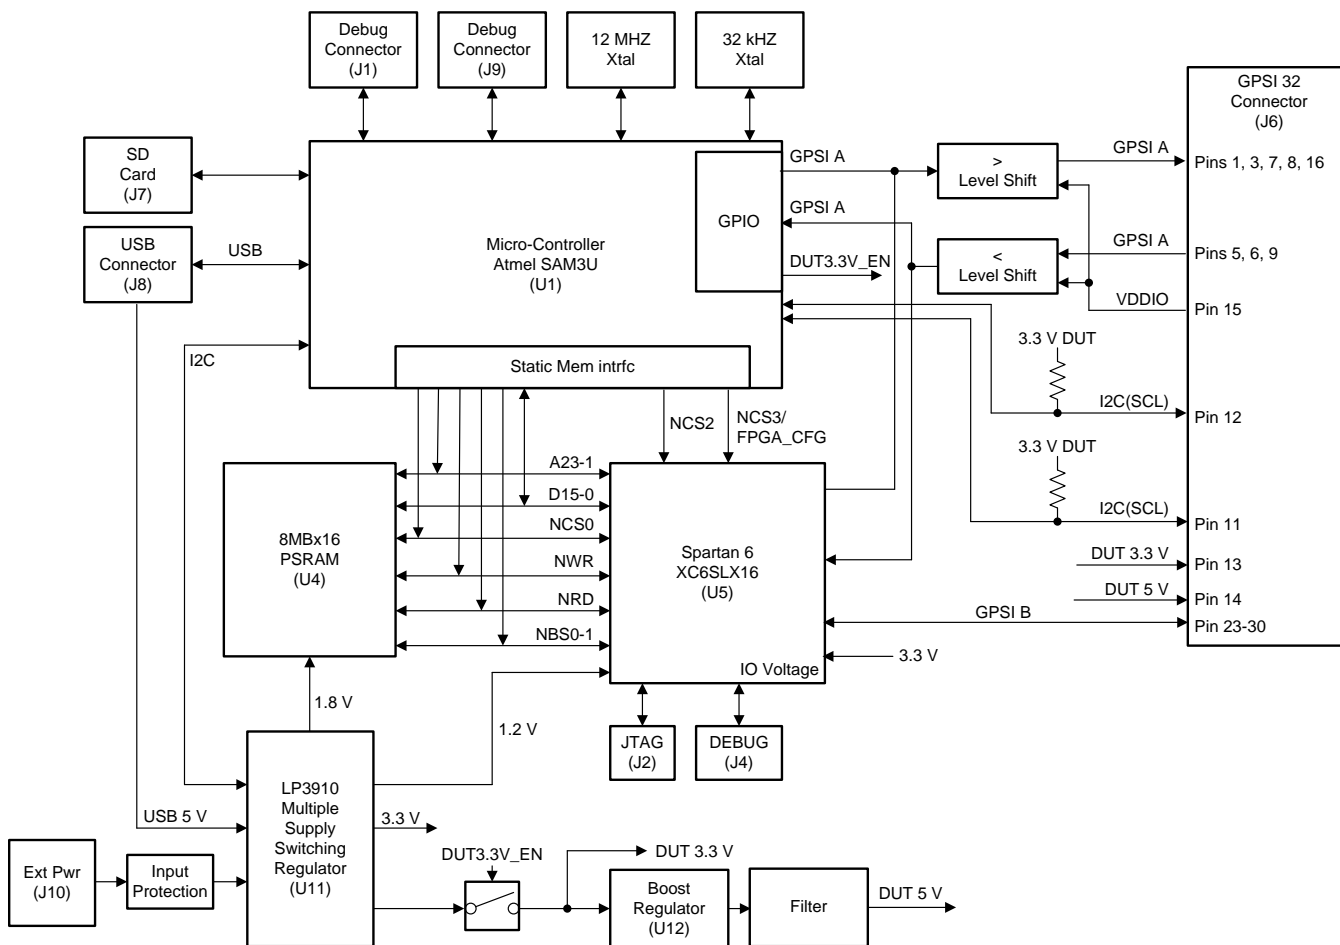 Debug
Connector
(J1)
Debug
Connector
(J9)
12 MHZ
Xtal
32 kHZ
Xtal
GPSI 32
Connector
(J6)
SD
Card
(J7)
USB
Connector
(J8)
USB
Micro-Controller
Atmel SAM3U
(U1)
GPIO
GPSI A
GPSI A
DUT3.3V_EN
>
Level Shift
<
Level Shift
GPSI A
Pins 1, 3, 7, 8, 16
GPSI A
Pins 5, 6, 9
VDDIO
Pin 15
I2C
Static Mem intrfc
3.3 V DUT
I2C(SCL)
Pin 12
NCS2
NCS3/
FPGA_CFG
3.3 V DUT
I2C(SCL)
Pin 11
8MBx16
PSRAM
(U4)
A23-1
D15-0
NCS0
NWR
NRD
NBS0-1
Spartan 6
XC6SLX16
(U5)
IO Voltage
DUT 3.3 V
Pin 13
DUT 5 V
Pin 14
GPSI B
Pin 23-30
3.3 V
1.8 V
1.2 V
JTAG
(J2)
DEBUG
(J4)
LP3910
Multiple
Supply
Switching
Regulator
(U11)
USB 5 V
3.3 V
Ext Pwr
(J10)
Input
Protection
DUT3.3V_EN
DUT 3.3 V
Boost
Regulator
(U12)
Filter
DUT 5 V